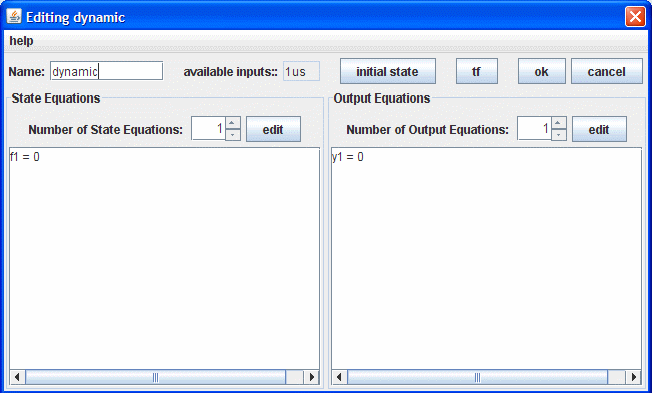 Editing dynamic
help
Name: dynamic available inputs:: 1us initial state tf ok cancel
State Equations Output Equations
Number of State Equations: 1 edit Number of Output Equations: 1 edit
f1 = 0 y1 = 0